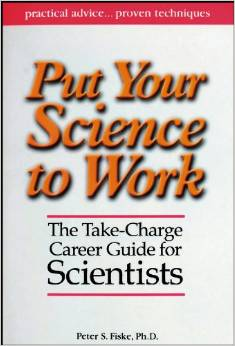 practical advice... proven techniques
Put Your
Science
to Work
The Take-Charge
Career Guide for
Scientists
Peter S. Fiske, Ph.D.